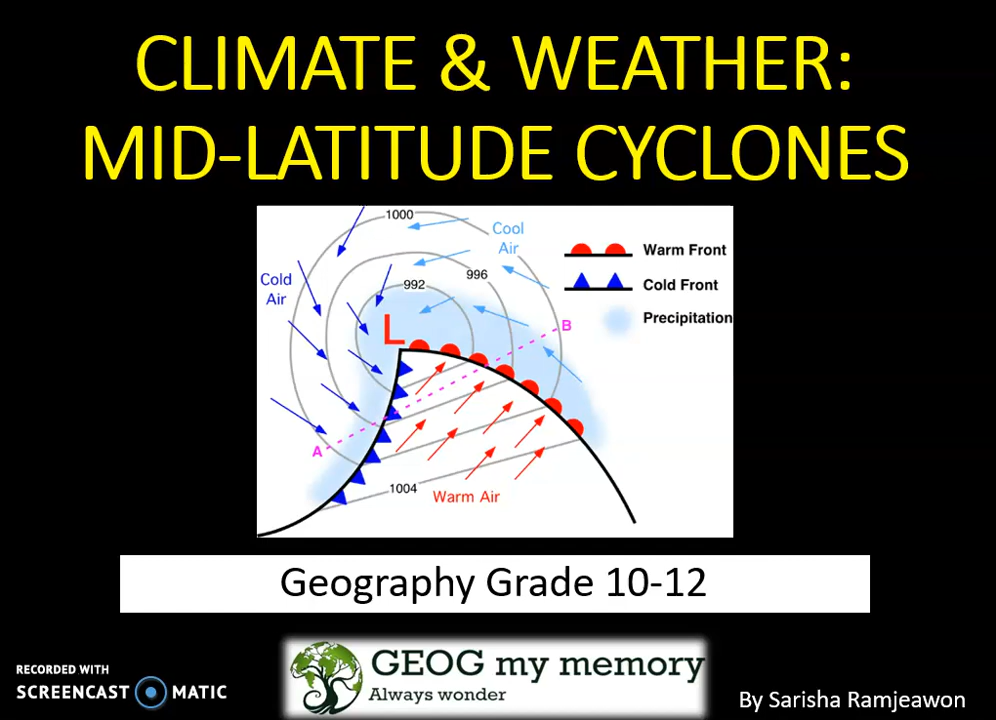 CLIMATE & WEATHER:
MID-LATITUDE CYCLONES
1000
Cool
Air
Warm Front
Cold
Air
996
992
Cold Front
Precipitation
L
B
A
1004
Warm Air
Geography Grade 10-12
RECORDED WITH
SCREENCAST MATIC
GEOG my memory
Always wonder
By Sarisha Ramjeawon